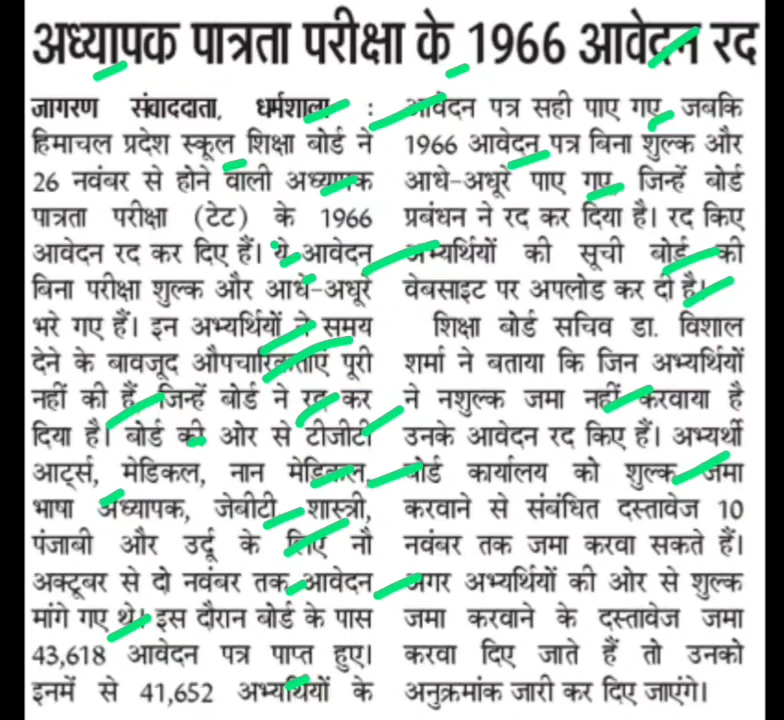 अध्यापक पात्रता परीक्षा के 1966 आवेदन रद
जागरण संवाददाता, धर्मशाला :
हिमाचल प्रदेश स्कूल शिक्षा बोर्ड ने
26 नवंबर से होने वाली अध्यापक
पात्रता परीक्षा (टेट) के 1966
आवेदन रद कर दिए हैं। ये आवेदन
बिना परीक्षा शुल्क और आधे-अधूरे
भरे गए हैं। इन अभ्यर्थियों ने समय
देने के बावजूद औपचारिकताएं पूरी
नहीं की हैं, जिन्हें बोर्ड ने रद कर
दिया है। बोर्ड की ओर से टीजीटी
आर्ट्स, मेडिकल, नान मेडिकल,
भाषा अध्यापक, जेबीटी, शास्त्री,
पंजाबी और उर्दू के लिए नौ
अक्टूबर से दो नवंबर तक आवेदन
मांगे गए थे। इस दौरान बोर्ड के पास
43,618 आवेदन पत्र पाप्त हुए।
इनमें से 41,652 अभ्यर्थियों के
आवेदन पत्र सही पाए गए, जबकि
1966 आवेदन पत्र बिना शुल्क और
आधे-अधूरे पाए गए, जिन्हें बोर्ड
प्रबंधन ने रद कर दिया है। रद किए
अभ्यर्थियों की सूची बोर्ड की
वेबसाइट पर अपलोड कर दी है।
शिक्षा बोर्ड सचिव डा. विशाल
शर्मा ने बताया कि जिन अभ्यर्थियों
ने नशुल्क जमा नहीं करवाया है
उनके आवेदन रद किए हैं। अभ्यर्थी
बोर्ड कार्यालय को शुल्क जमा
करवाने से संबंधित दस्तावेज 10
नवंबर तक जमा करवा सकते हैं।
अगर अभ्यर्थियों की ओर से शुल्क
जमा करवाने के दस्तावेज जमा
करवा दिए जाते हैं तो उनको
अनुक्रमांक जारी कर दिए जाएंगे।